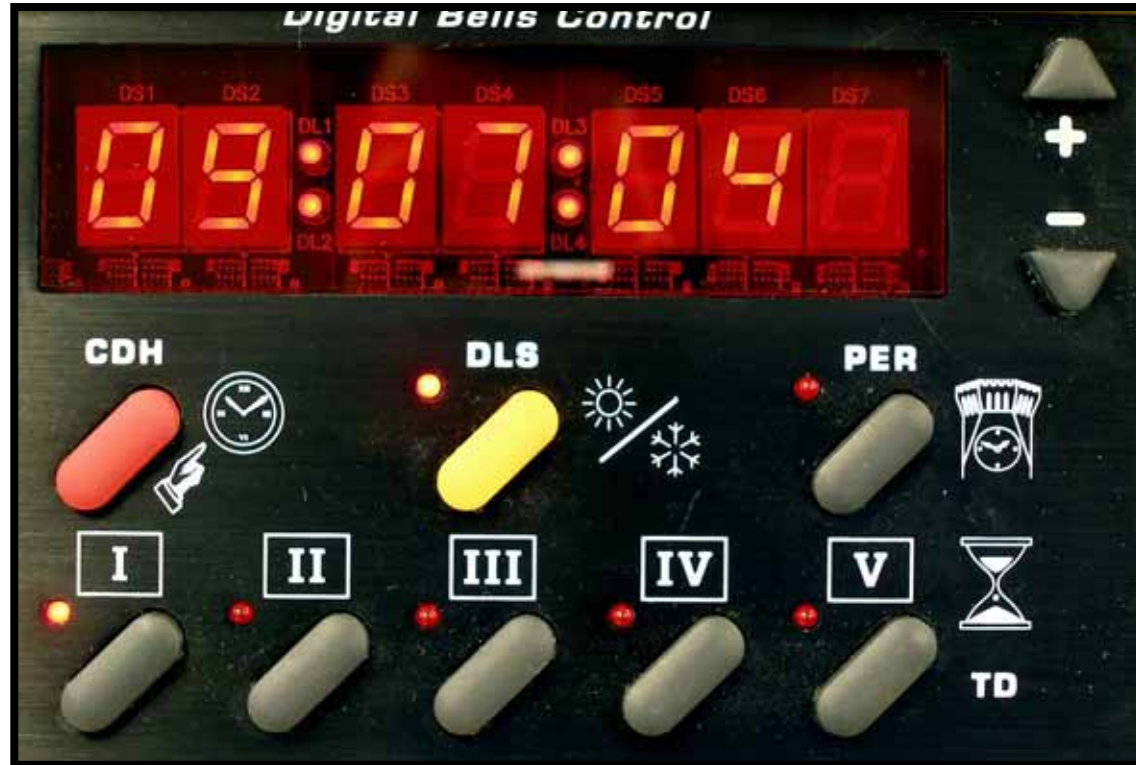 Digital Bells Control
DS1 DS2 DS3 DS4 DS5 DS6 DS7
DL1 DL3
09:07:04
DL2 DL4
+
-
CDH DLS PER
I II III IV V
TD